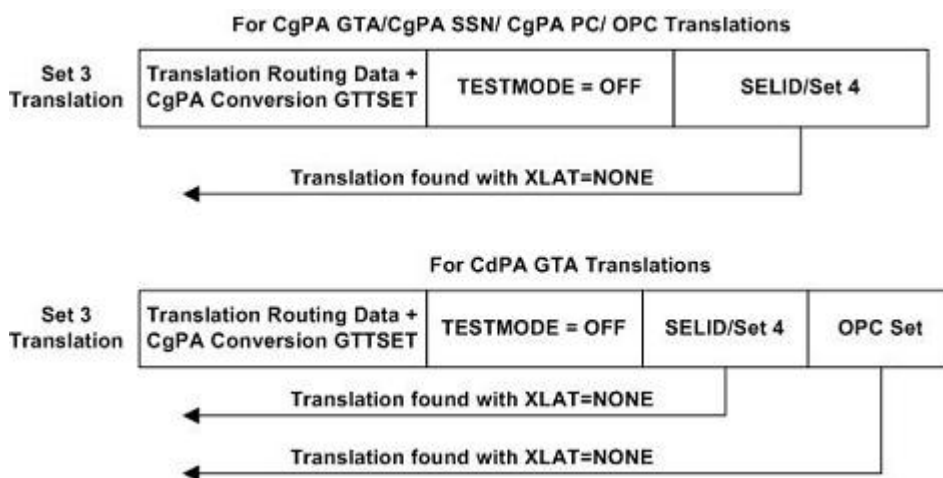 For CgPA GTA/CgPA SSN/ CgPA PC/ OPC Translations
Set 3
Translation
Translation Routing Data +
CgPA Conversion GTTSET
TESTMODE = OFF
SELID/Set 4
Translation found with XLAT=NONE
For CdPA GTA Translations
Set 3
Translation
Translation Routing Data +
CgPA Conversion GTTSET
TESTMODE = OFF
SELID/Set 4
OPC Set
Translation found with XLAT=NONE
Translation found with XLAT=NONE